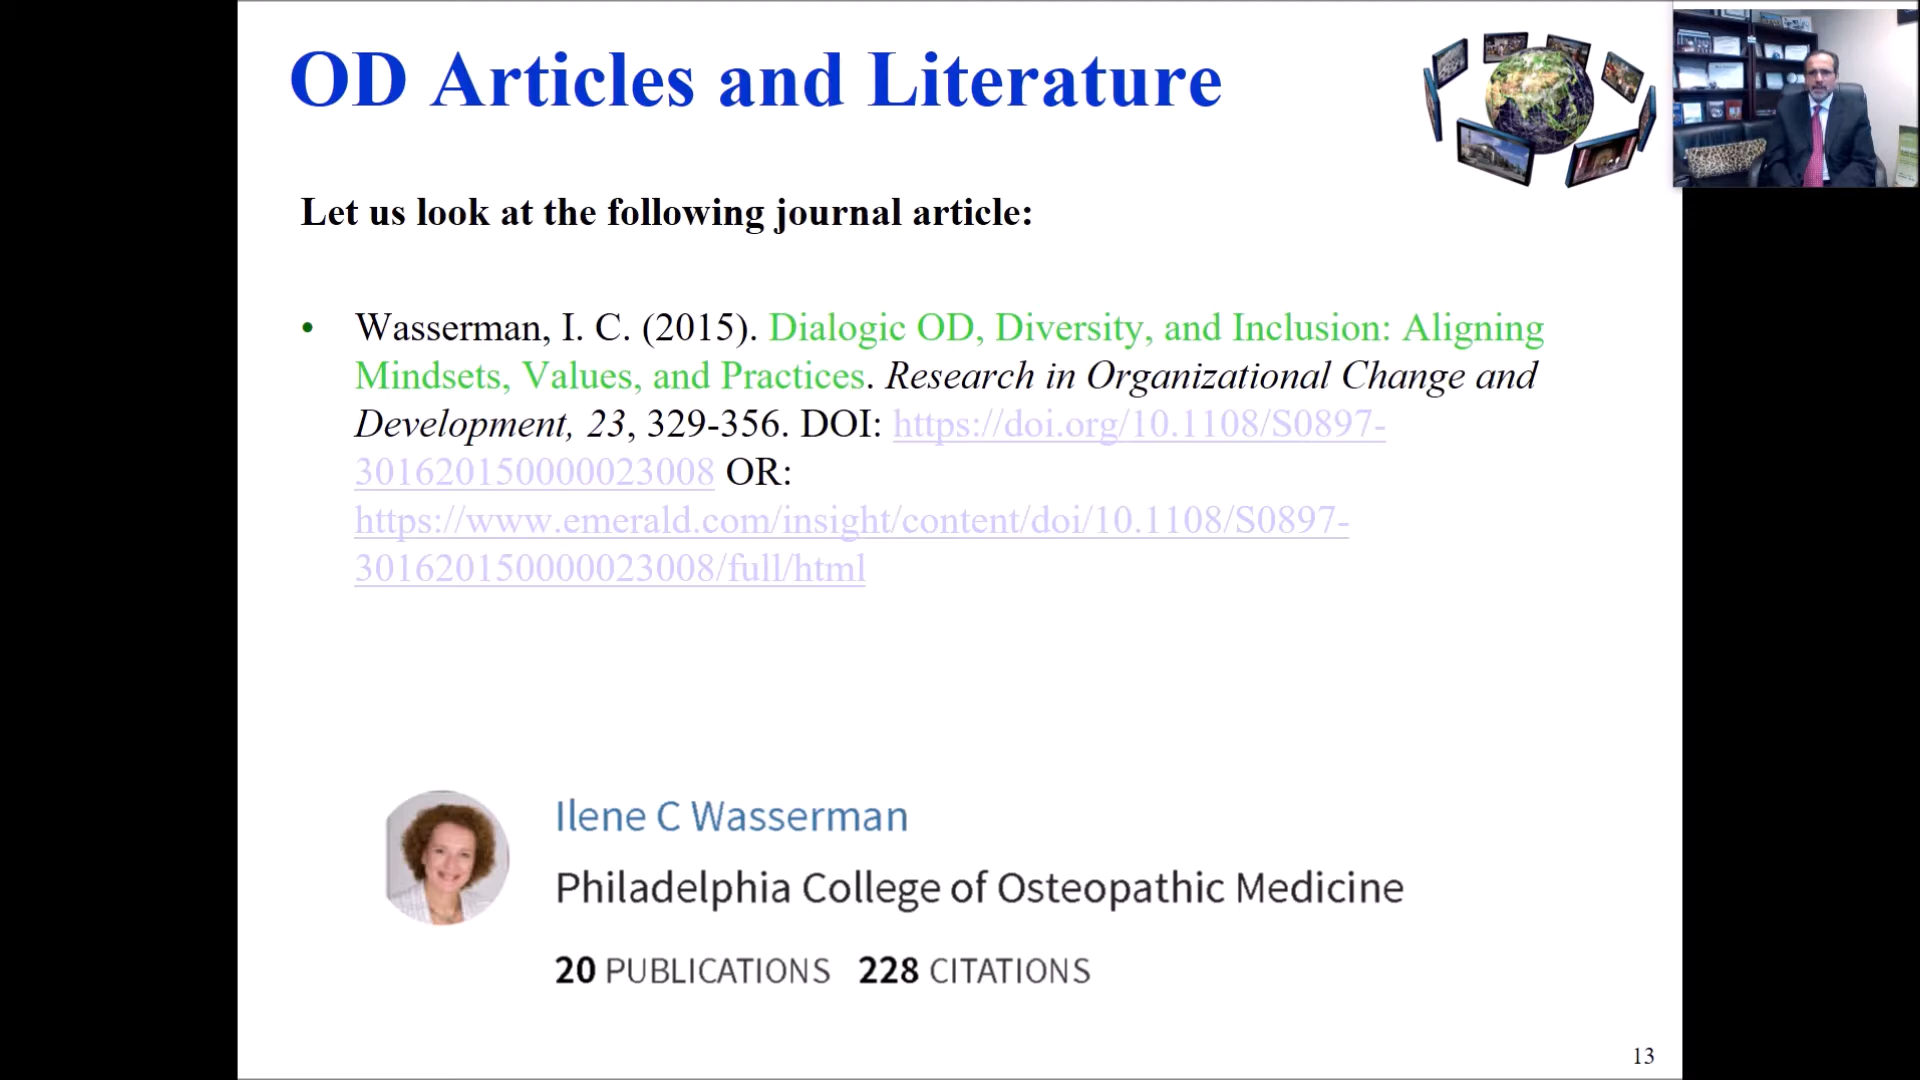 OD Articles and Literature
Let us look at the following journal article:
• Wasserman, I. C. (2015). Dialogic OD, Diversity, and Inclusion: Aligning
Mindsets, Values, and Practices. Research in Organizational Change and
Development, 23, 329-356. DOI: https://doi.org/10.1108/S0897-
301620150000023008 OR:
https://www.emerald.com/insight/content/doi/10.1108/S0897-
301620150000023008/full/html
Ilene C Wasserman
Philadelphia College of Osteopathic Medicine
20 PUBLICATIONS 228 CITATIONS
13